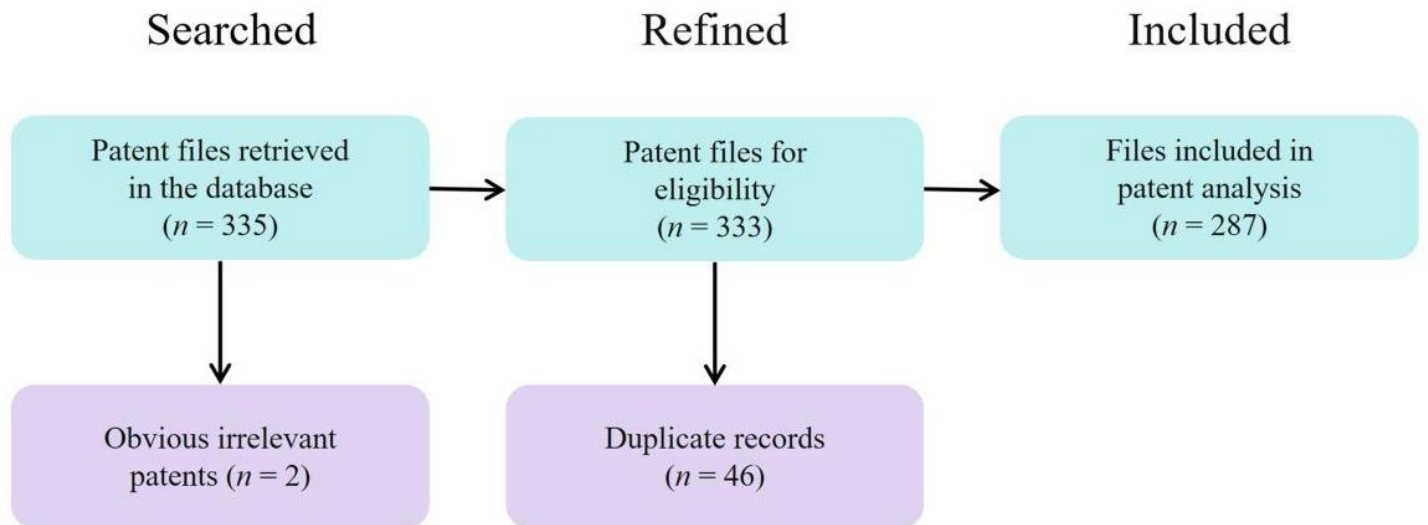 Searched
Refined
Included
Patent files retrieved
in the database
(n = 335)
Patent files for
eligibility
(n = 333)
Files included in
patent analysis
(n = 287)
Obvious irrelevant
patents (n = 2)
Duplicate records
(n = 46)